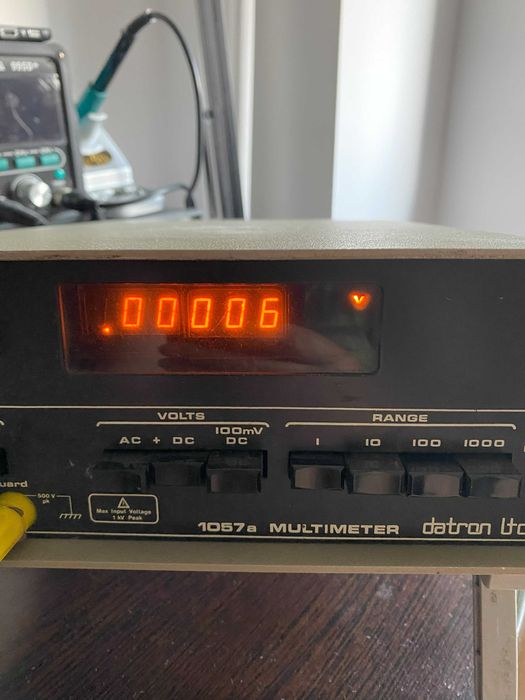 .00006 V
VOLTS
RANGE
AC + DC
100mV
DC
1
10
100
1000
uard
500 V
pk
Max Input Voltage
1 kV Peak
1057a MULTIMETER datron ltd